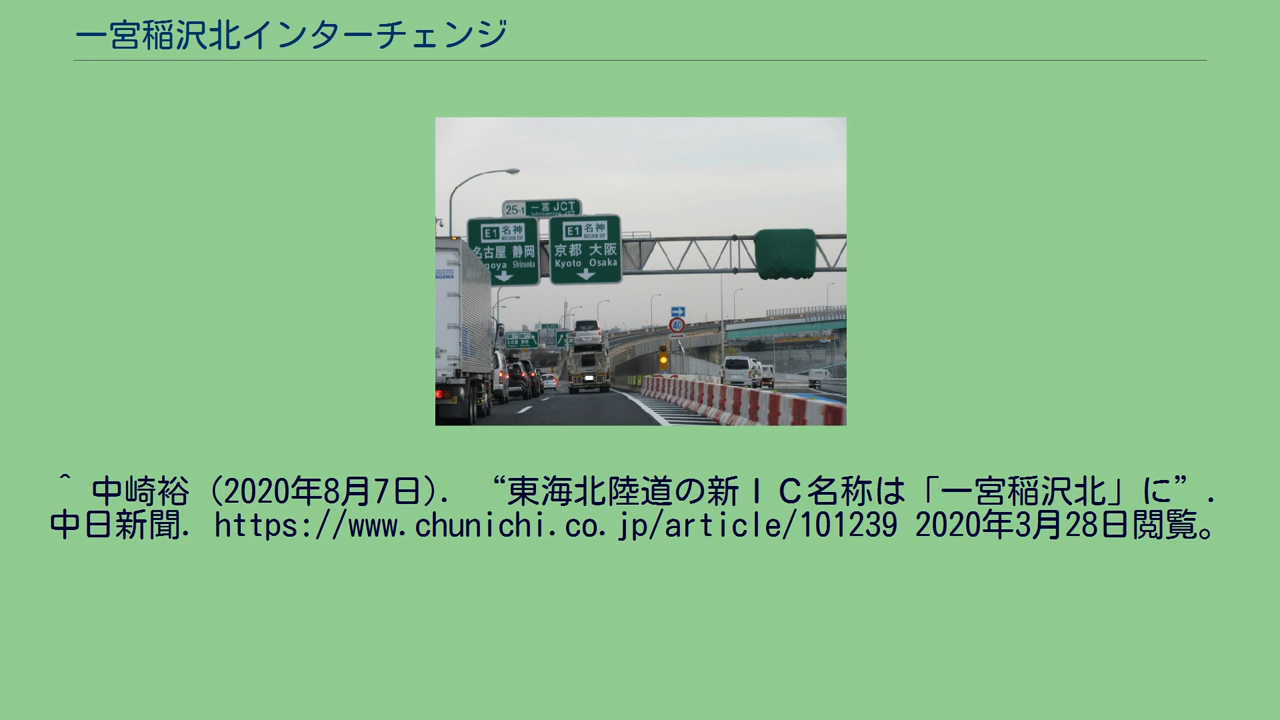 一宮稲沢北インターチェンジ
25-1 一宮 JCT
E1 名神
名古屋 静岡
goya Shizuoka
E1 名神
京都 大阪
Kyoto Osaka
40
^ 中崎裕 (2020年8月7日). “東海北陸道の新ＩＣ名称は「一宮稲沢北」に”.
中日新聞. https://www.chunichi.co.jp/article/101239 2020年3月28日閲覧。